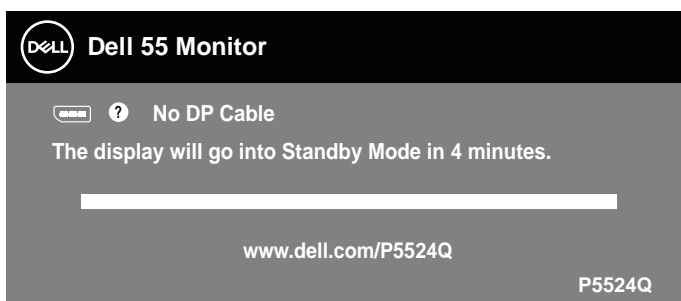 DELL Dell 55 Monitor
? No DP Cable
The display will go into Standby Mode in 4 minutes.
www.dell.com/P5524Q
P5524Q